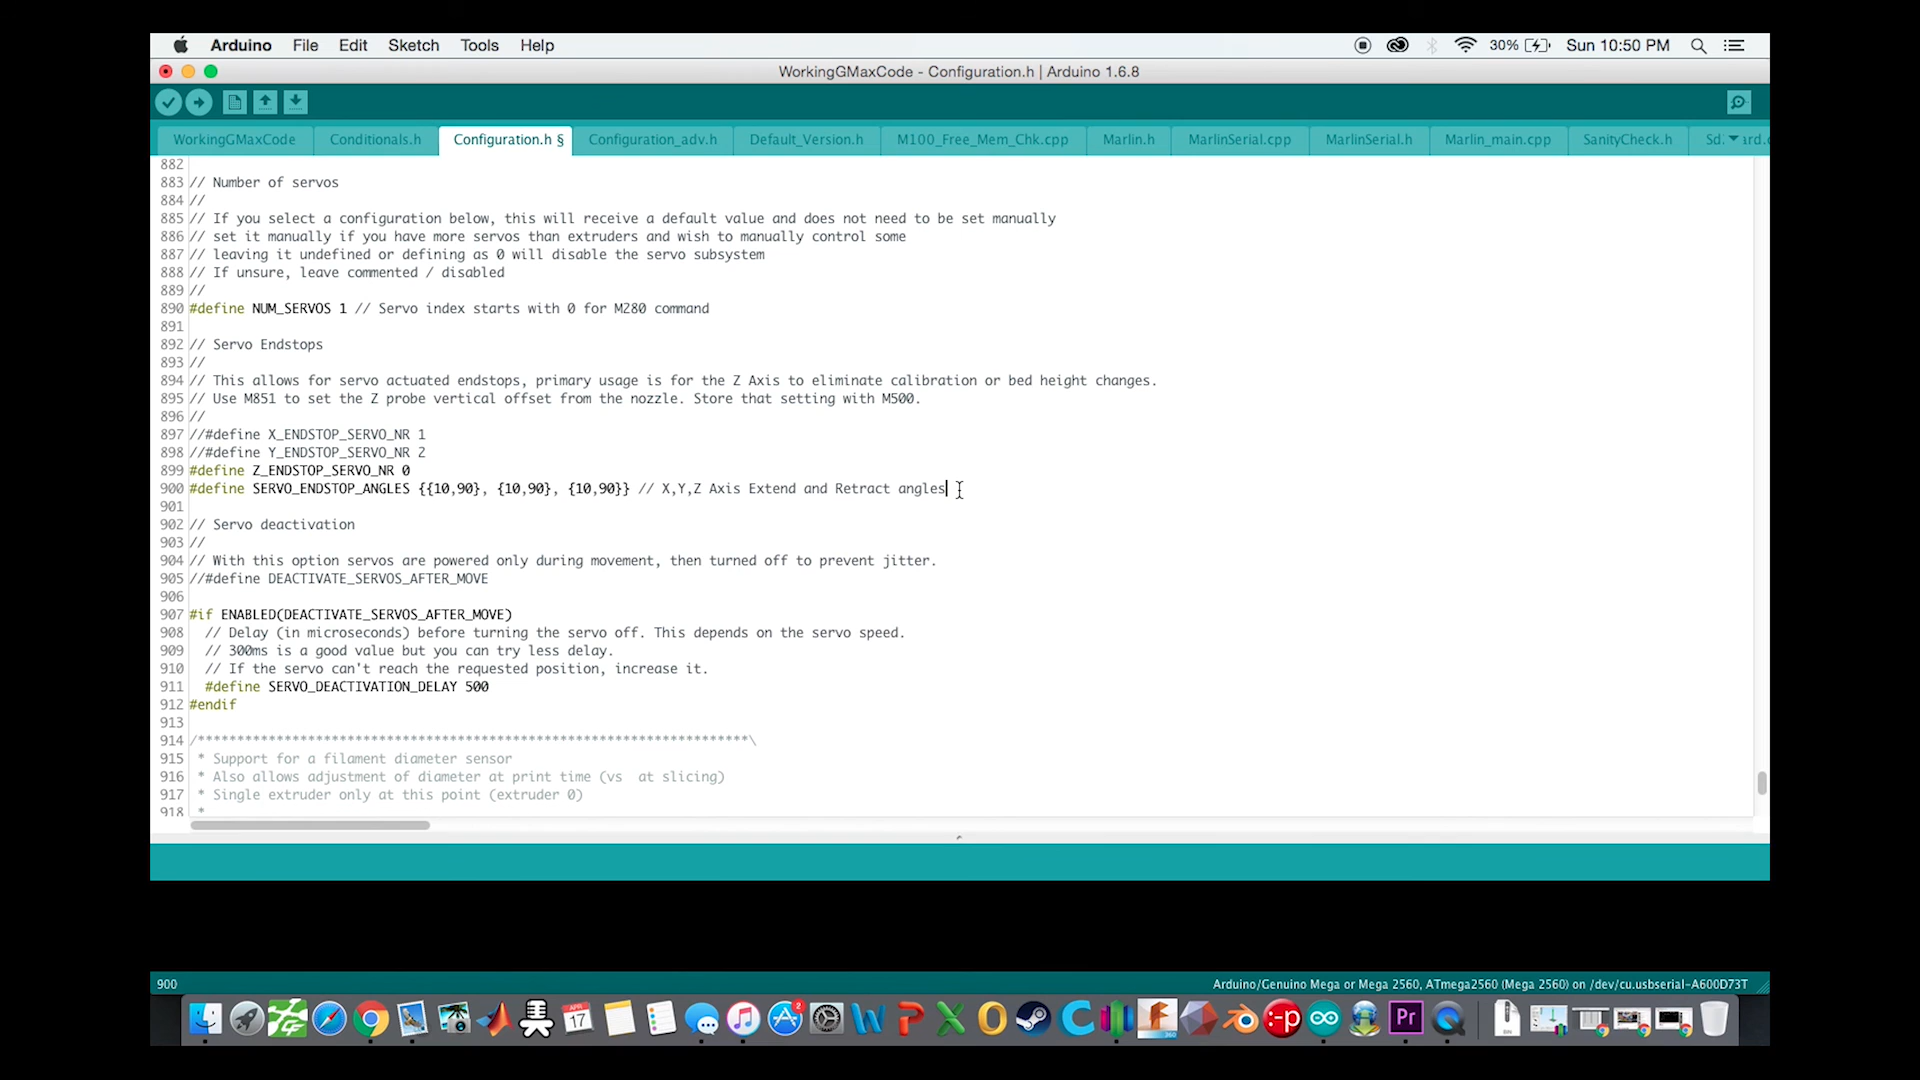 Arduino File Edit Sketch Tools Help 30% Sun 10:50 PM
WorkingGMaxCode - Configuration.h | Arduino 1.6.8
WorkingGMaxCode Conditionals.h Configuration.h § Configuration_adv.h Default_Version.h M100_Free_Mem_Chk.cpp Marlin.h MarlinSerial.cpp MarlinSerial.h Marlin_main.cpp SanityCheck.h
882
883 // Number of servos
884 //
885 // If you select a configuration below, this will receive a default value and does not need to be set manually
886 // set it manually if you have more servos than extruders and wish to manually control some
887 // leaving it undefined or defining as 0 will disable the servo subsystem
888 // If unsure, leave commented / disabled
889 //
890 #define NUM_SERVOS 1 // Servo index starts with 0 for M280 command
891
892 // Servo Endstops
893 //
894 // This allows for servo actuated endstops, primary usage is for the Z Axis to eliminate calibration or bed height changes.
895 // Use M851 to set the Z probe vertical offset from the nozzle. Store that setting with M500.
896 //
897 //#define X_ENDSTOP_SERVO_NR 1
898 //#define Y_ENDSTOP_SERVO_NR 2
899 #define Z_ENDSTOP_SERVO_NR 0
900 #define SERVO_ENDSTOP_ANGLES {{10,90}, {10,90}, {10,90}} // X,Y,Z Axis Extend and Retract angles
901
902 // Servo deactivation
903 //
904 // With this option servos are powered only during movement, then turned off to prevent jitter.
905 //#define DEACTIVATE_SERVOS_AFTER_MOVE
906
907 #if ENABLED(DEACTIVATE_SERVOS_AFTER_MOVE)
908 // Delay (in microseconds) before turning the servo off. This depends on the servo speed.
909 // 300ms is a good value but you can try less delay.
910 // If the servo can't reach the requested position, increase it.
911 #define SERVO_DEACTIVATION_DELAY 500
912 #endif
913
914 /**********************************************************************\
915 * Support for a filament diameter sensor
916 * Also allows adjustment of diameter at print time (vs  at slicing)
917 * Single extruder only at this point (extruder 0)
918 *
900 Arduino/Genuino Mega or Mega 2560, ATmega2560 (Mega 2560) on /dev/cu.usbserial-A600D73T
17 2 Pr